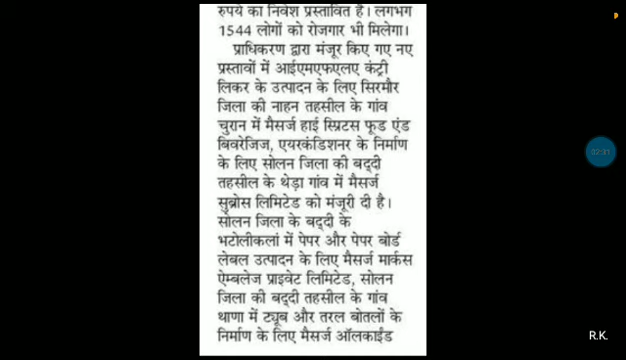 रुपये का निवेश प्रस्तावित है। लगभग
1544 लोगों को रोजगार भी मिलेगा।
प्राधिकरण द्वारा मंजूर किए गए नए
प्रस्तावों में आईएमएफएलए कंट्री
लिकर के उत्पादन के लिए सिरमौर
जिला की नाहन तहसील के गांव
चुरान में मैसर्ज हाई स्प्रिटस फूड एंड
बिवरेजिज, एयरकंडिशनर के निर्माण
के लिए सोलन जिला की बद्दी
तहसील के थेड़ा गांव में मैसर्ज
सुब्रोस लिमिटेड को मंजूरी दी है।
सोलन जिला के बद्दी के
भटोलीकलां में पेपर और पेपर बोर्ड
लेबल उत्पादन के लिए मैसर्ज मार्कस
ऐम्बलेज प्राइवेट लिमिटेड, सोलन
जिला की बद्दी तहसील के गांव
थाणा में ट्यूब और तरल बोतलों के
निर्माण के लिए मैसर्ज ऑलकाईंड
02:31
R.K.